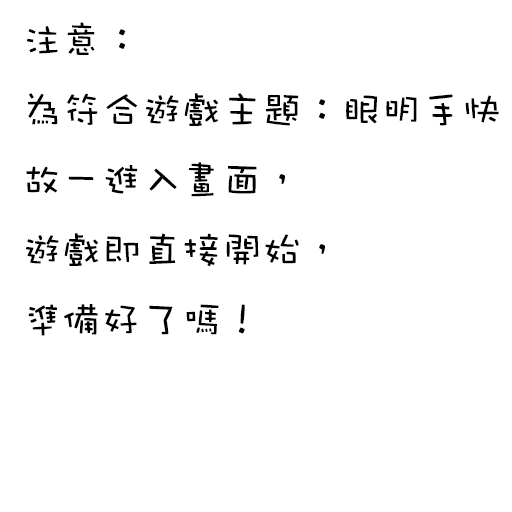 注意：
為符合遊戲主題：眼明手快
故一進入畫面，
遊戲即直接開始，
準備好了嗎！